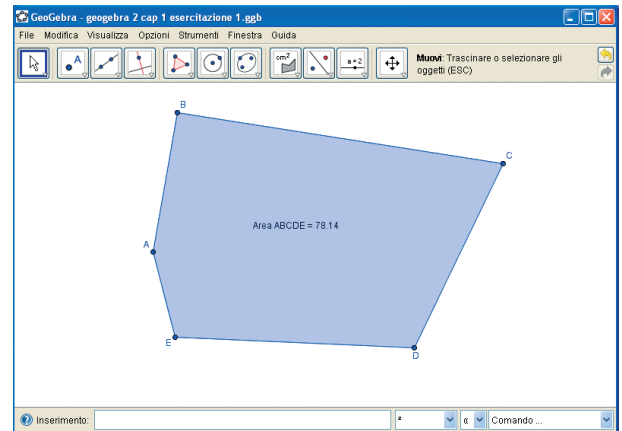 GeoGebra - geogebra 2 cap 1 esercitazione 1.ggb
File Modifica Visualizza Opzioni Strumenti Finestra Guida
A
cm²
a=2
Muovi: Trascinare o selezionare gli
oggetti (ESC)
B
C
Area ABCDE = 78.14
A
E
D
Inserimento:
²
α
Comando ...